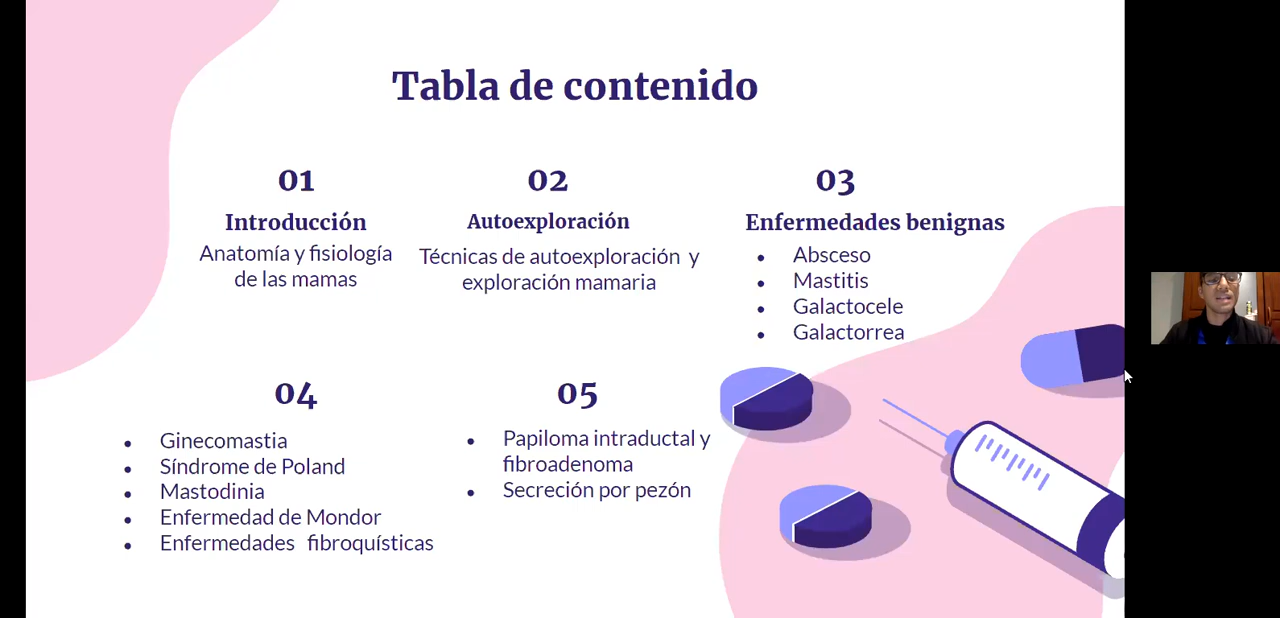 Tabla de contenido
01
Introducción
Anatomía y fisiología
de las mamas
02
Autoexploración
Técnicas de autoexploración y
exploración mamaria
03
Enfermedades benignas
• Absceso
• Mastitis
• Galactocele
• Galactorrea
04
• Ginecomastia
• Síndrome de Poland
• Mastodinia
• Enfermedad de Mondor
• Enfermedades fibroquísticas
05
• Papiloma intraductal y
fibroadenoma
• Secreción por pezón